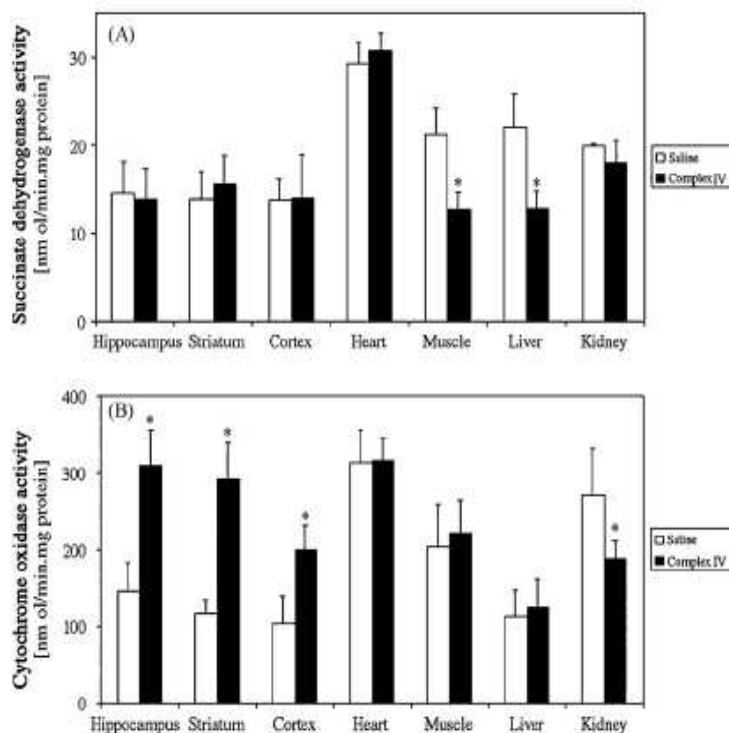 (A)
Succinate dehydrogenase activity
[nm ol/min.mg protein]
30
20
10
0
*
*
Hippocampus Striatum Cortex Heart Muscle Liver Kidney
Saline
Complex IV
(B)
Cytochrome oxidase activity
[nm ol/min.mg protein]
400
300
200
100
0
*
*
*
*
Hippocampus Striatum Cortex Heart Muscle Liver Kidney
Saline
Complex IV